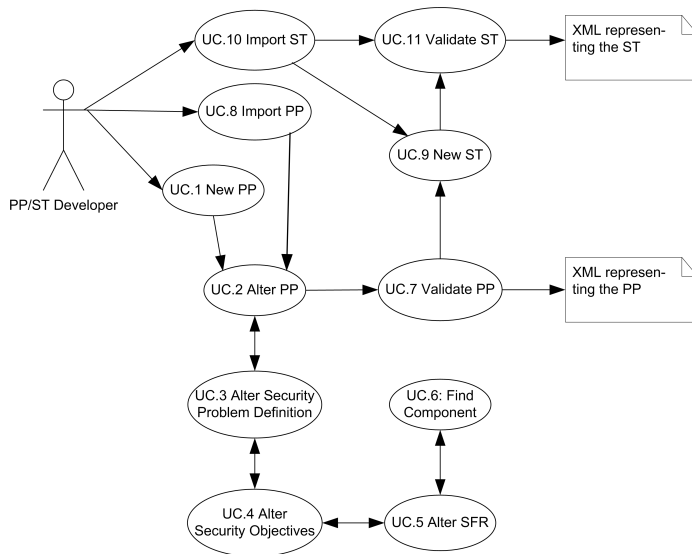 UC.10 Import ST
UC.11 Validate ST
XML represen-
ting the ST
UC.8 Import PP
UC.9 New ST
UC.1 New PP
PP/ST Developer
UC.2 Alter PP
UC.7 Validate PP
XML represen-
ting the PP
UC.3 Alter Security
Problem Definition
UC.6: Find
Component
UC.4 Alter
Security Objectives
UC.5 Alter SFR